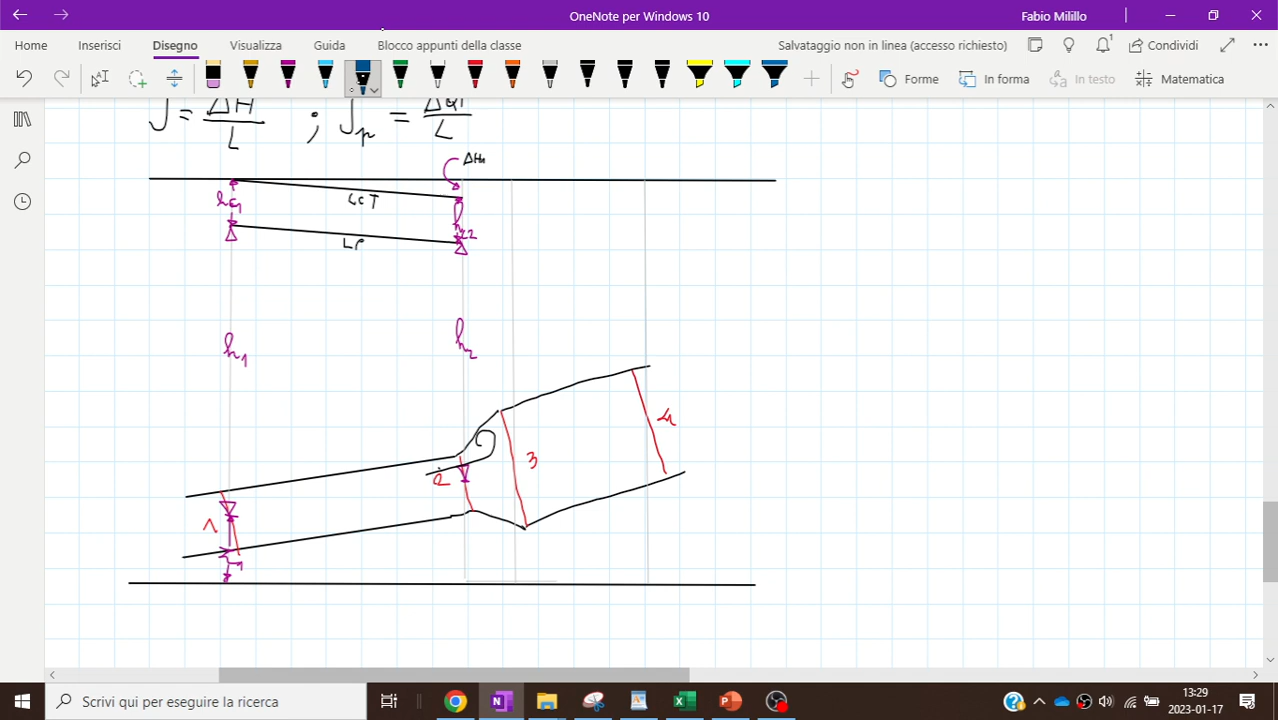 OneNote per Windows 10
Fabio Milillo
Home Inserisci Disegno Visualizza Guida Blocco appunti della classe
Salvataggio non in linea (accesso richiesto) Condividi
Forme In forma In testo Matematica
J = ΔH / L ; Jp =
L
ΔH
LCT
LP
h1
h2
1
2
3
4
Scrivi qui per eseguire la ricerca
13:29
2023-01-17